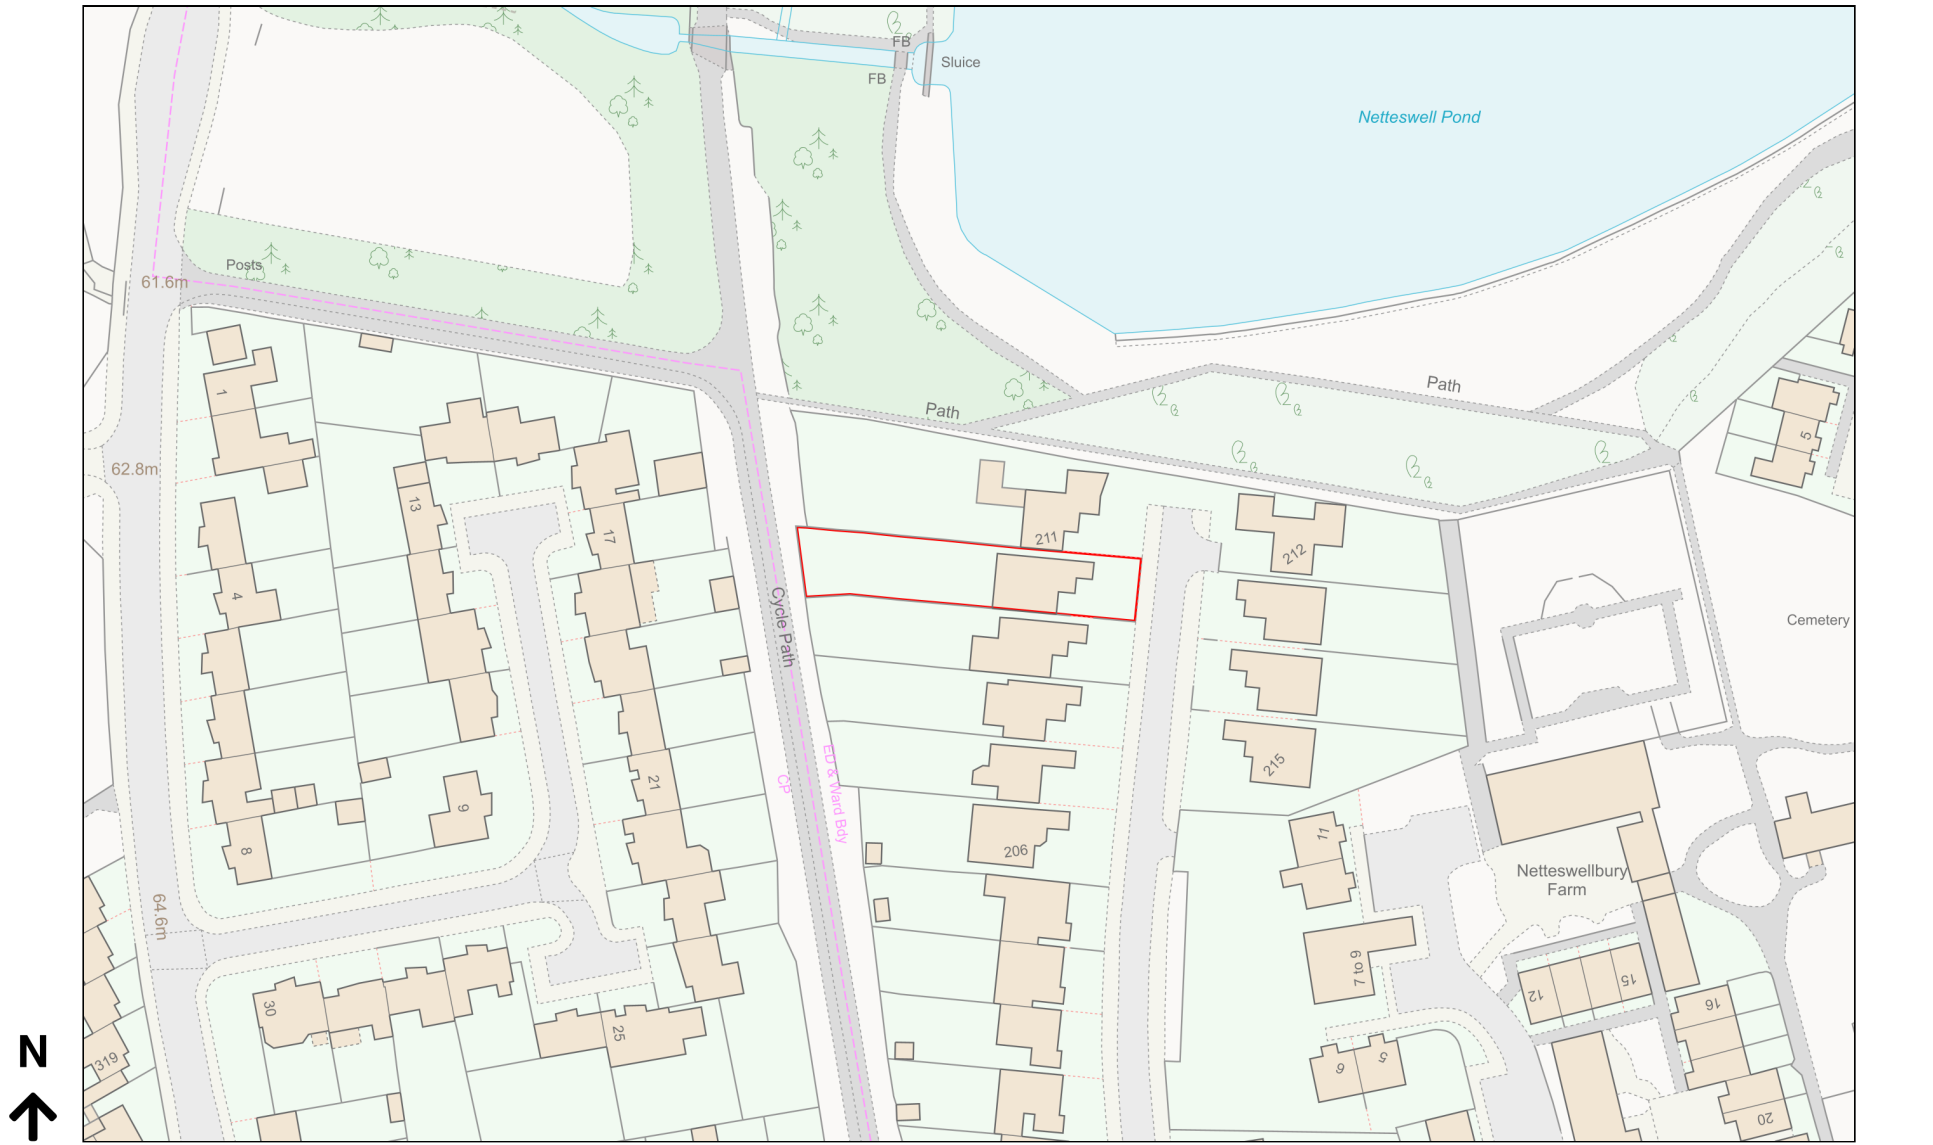 FB
Sluice
FB
Netteswell Pond
Posts
61.6m
Path
Path
1
62.8m
5
13
17
211
212
4
Cycle Path
Cemetery
21
215
CP
ED & Ward Bdy
9
11
8
206
Netteswellbury
Farm
64.6m
7 to 9
12
15
30
25
16
319
6
5
20
N